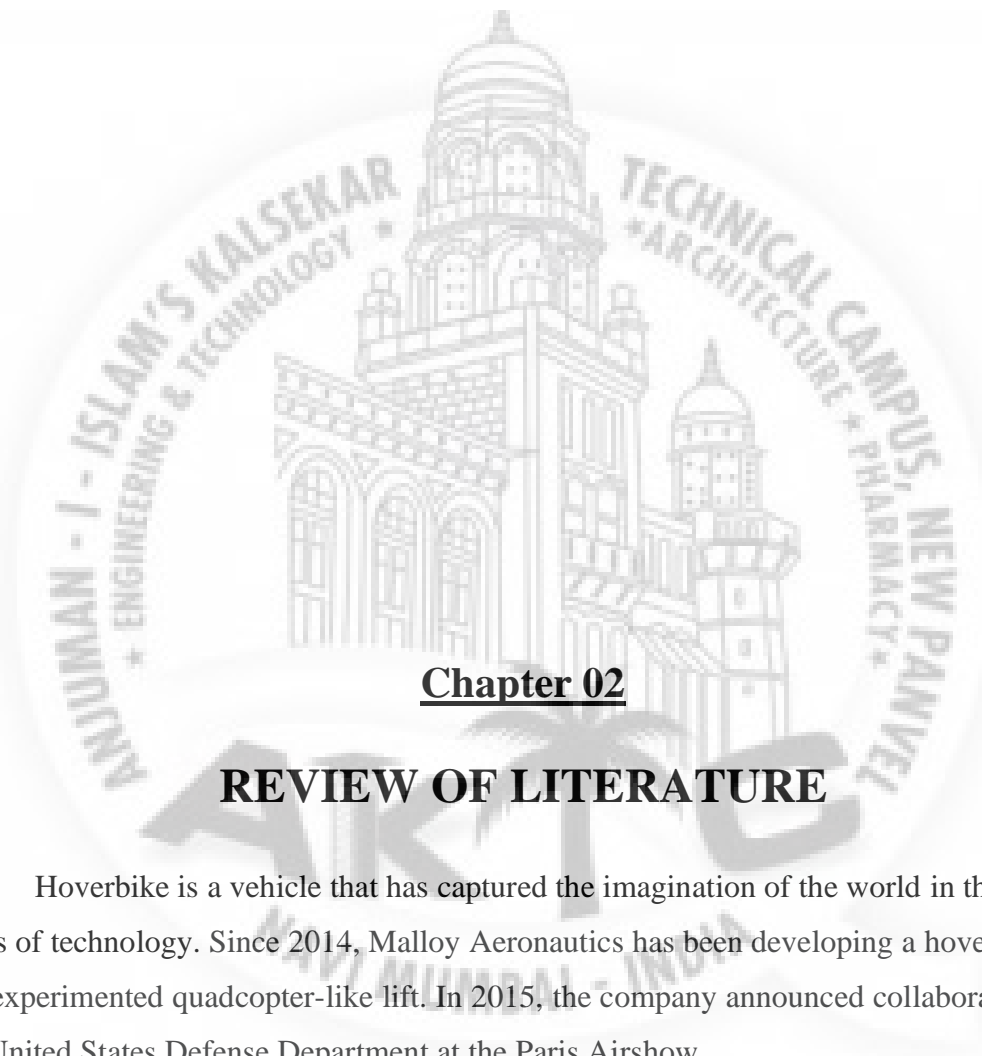 ANJUMAN - I - ISLAM'S KALSEKAR TECHNICAL CAMPUS, NEW PANVEL
* ENGINEERING & TECHNOLOGY * *ARCHITECTURE * PHARMACY *
Chapter 02
REVIEW OF LITERATURE
AKTC
Hoverbike is a vehicle that has captured the imagination of the world in th
s of technology. Since 2014, Malloy Aeronautics has been developing a hove
NAVI MUMBAI - INDIA
experimented quadcopter-like lift. In 2015, the company announced collabora
United States Defense Department at the Paris Airshow